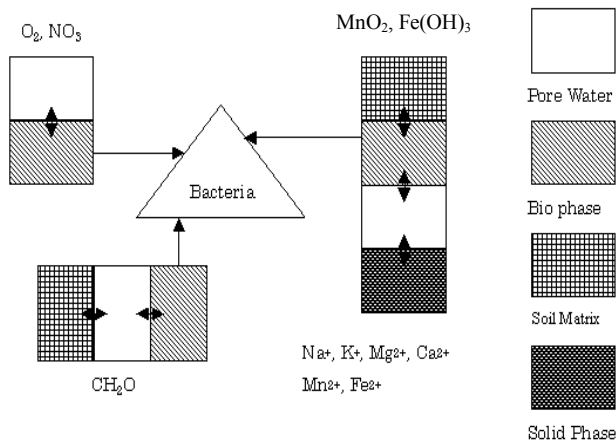 O₂, NO₃
MnO₂, Fe(OH)₃
Pore Water
Bacteria
Bio phase
Soil Matrix
Na+, K+, Mg2+, Ca2+
Mn2+, Fe2+
CH₂O
Solid Phase